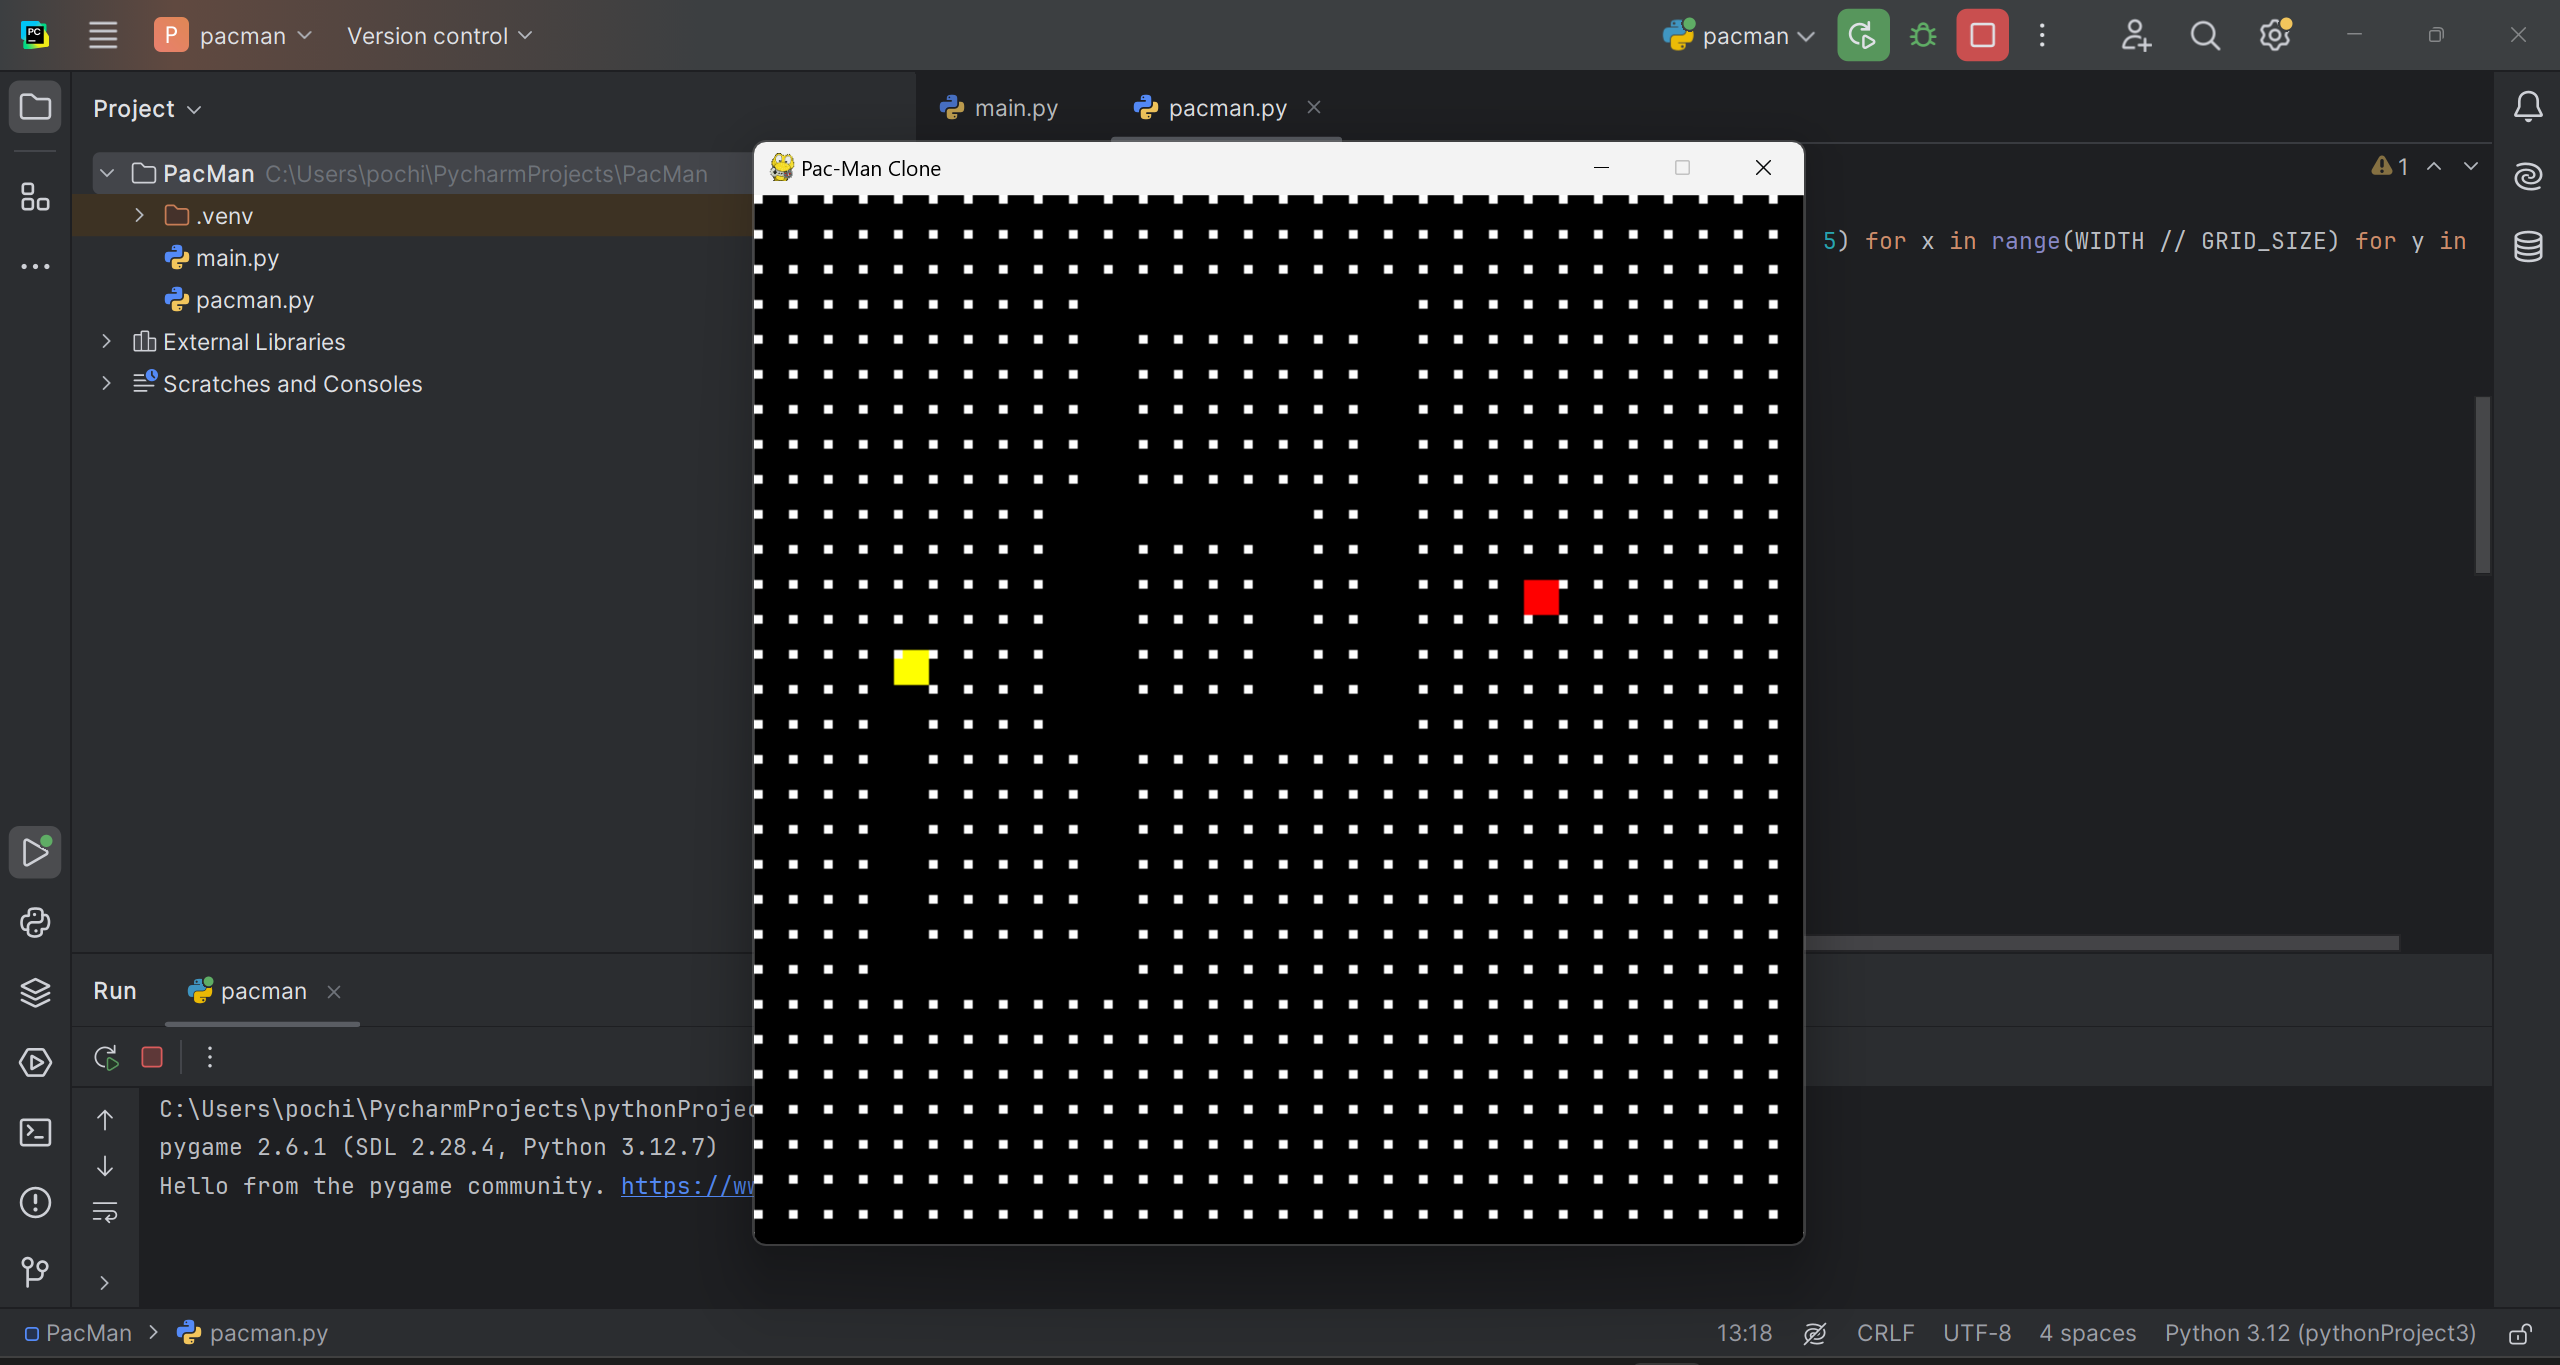 PC
P pacman Version control pacman
Project main.py pacman.py
PacMan C:\Users\pochi\PycharmProjects\PacMan
Pac-Man Clone
1
.venv
5) for x in range(WIDTH // GRID_SIZE) for y in
main.py
pacman.py
External Libraries
Scratches and Consoles
Run pacman
C:\Users\pochi\PycharmProjects\pythonProjec
pygame 2.6.1 (SDL 2.28.4, Python 3.12.7)
Hello from the pygame community. https://w
PacMan pacman.py 13:18 CRLF UTF-8 4 spaces Python 3.12 (pythonProject3)